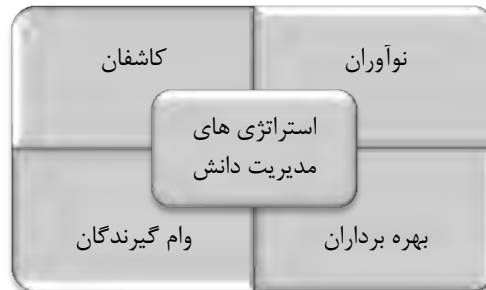 نوآوران
کاشفان
استراتژی های
مدیریت دانش
بهره برداران
وام گیرندگان